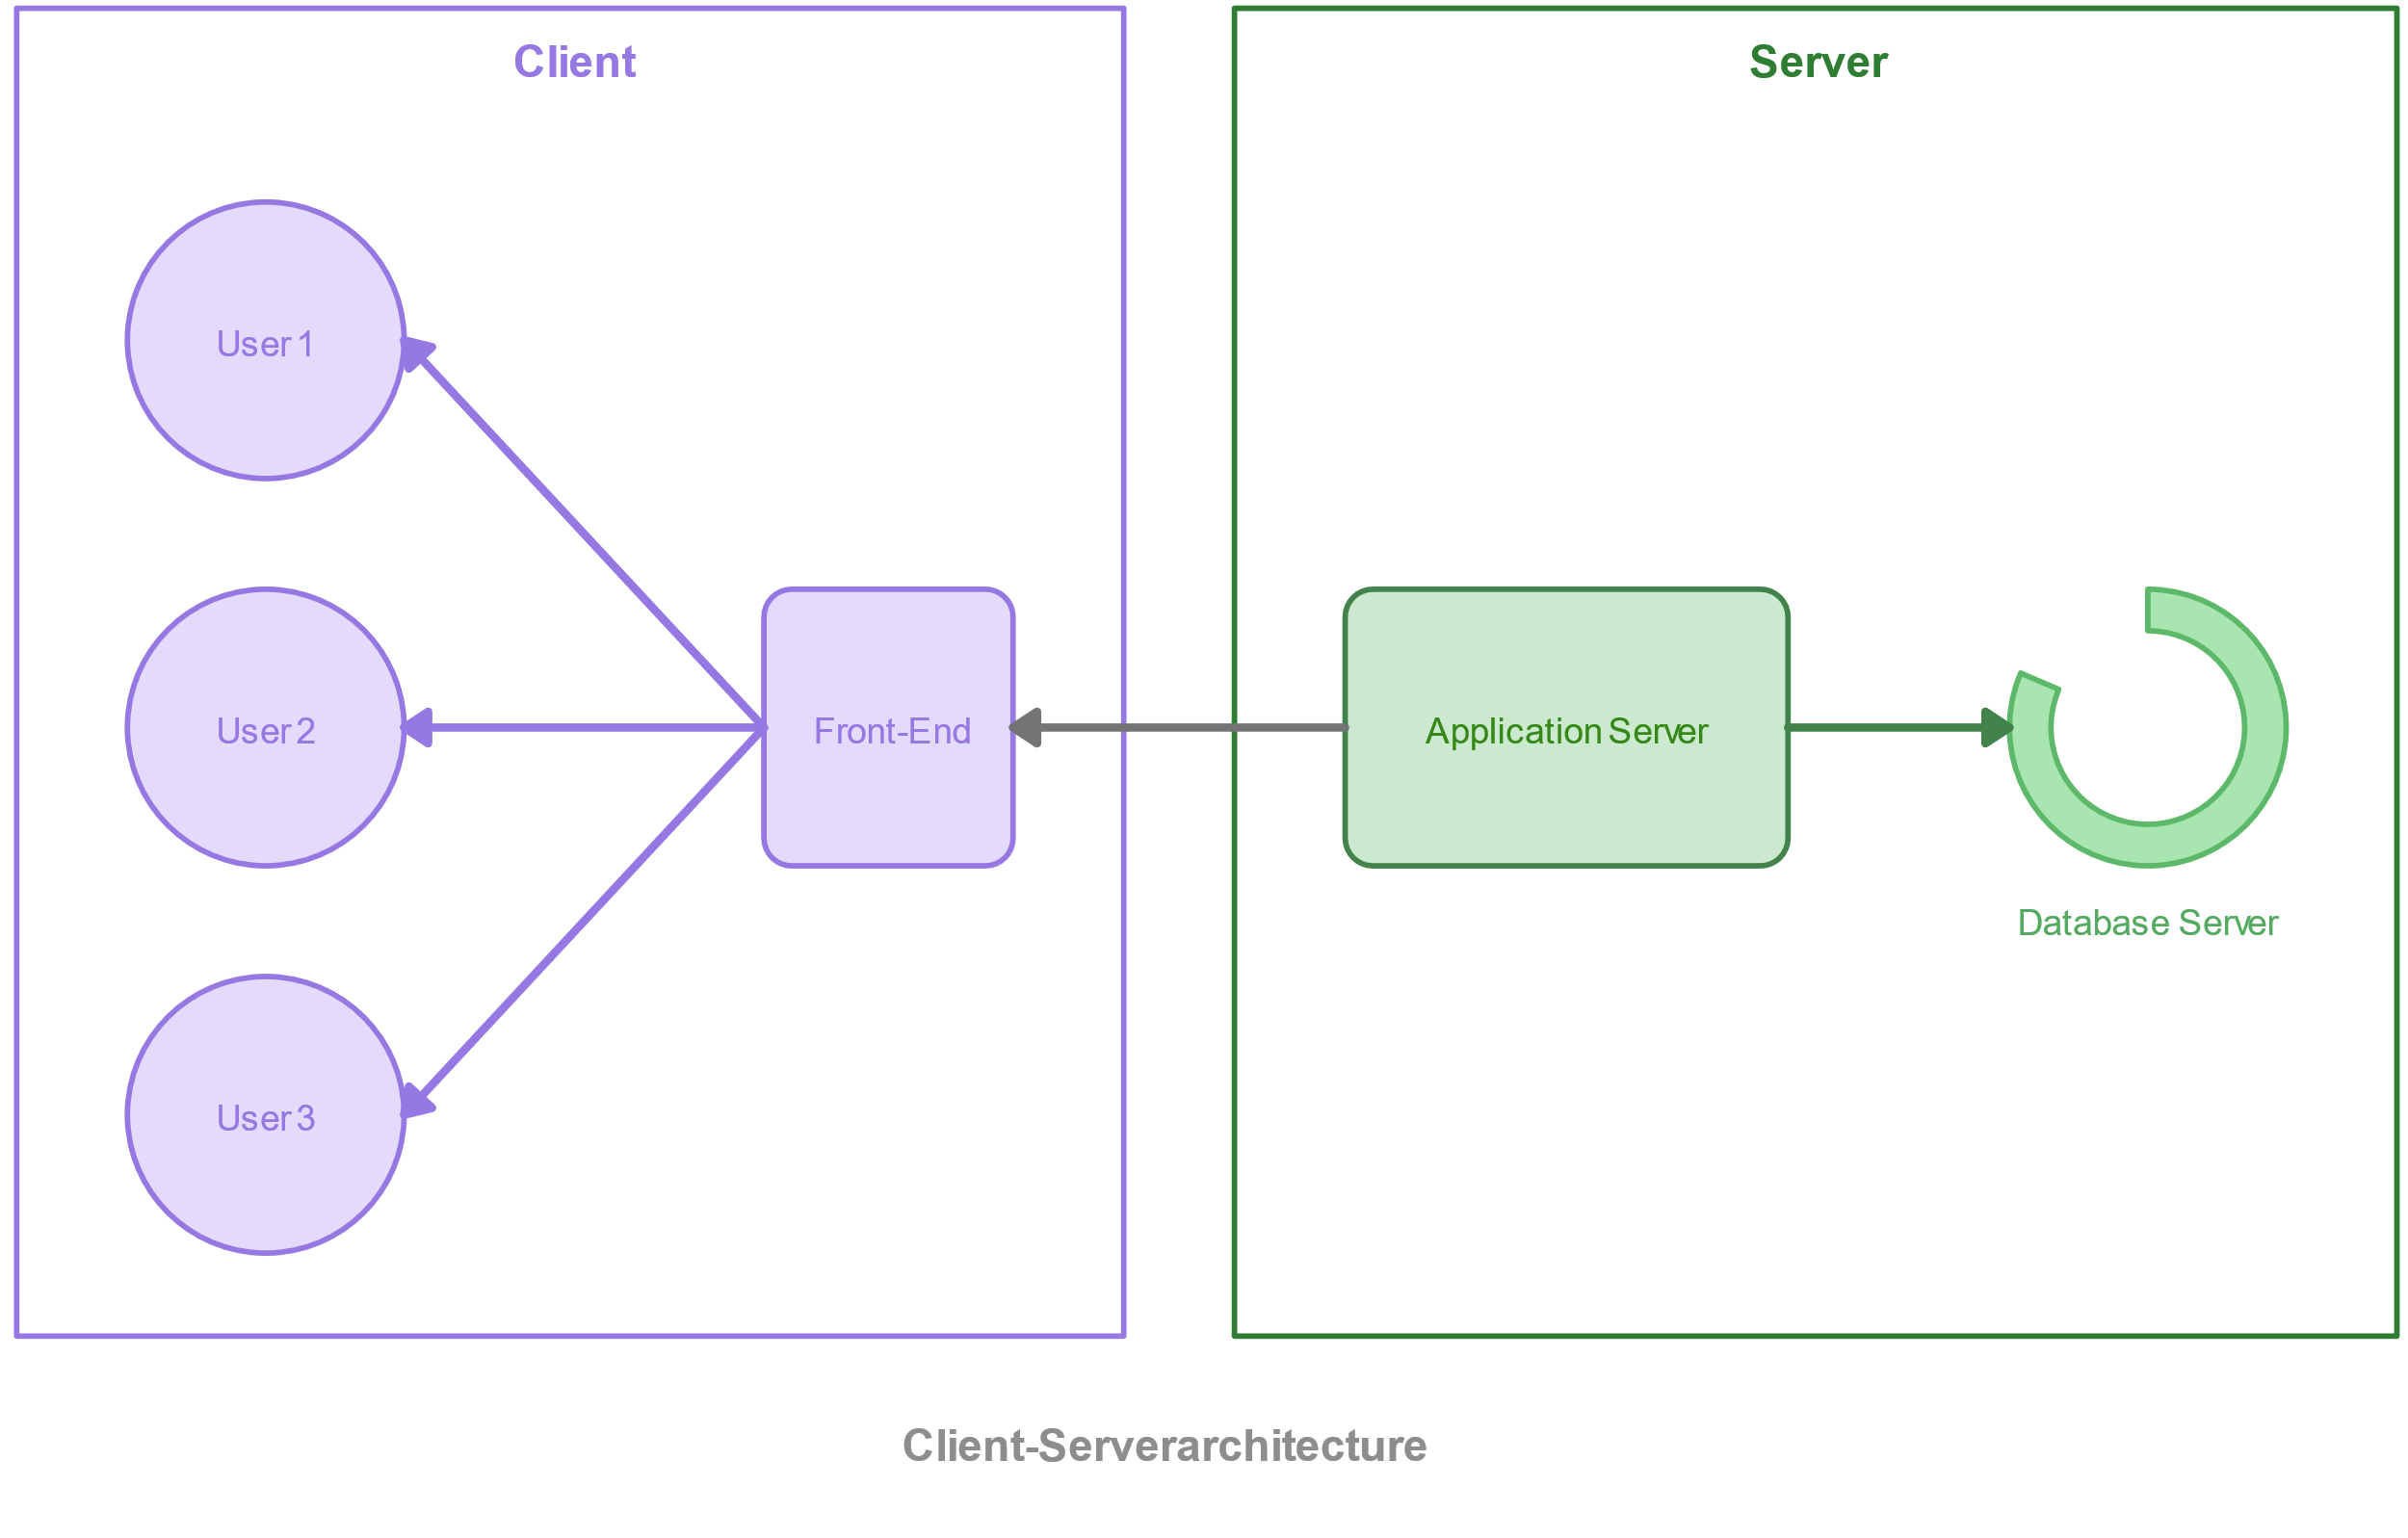 Client
Server
User 1
User 2
Front-End
Application Server
Database Server
User 3
Client-Serverarchitecture